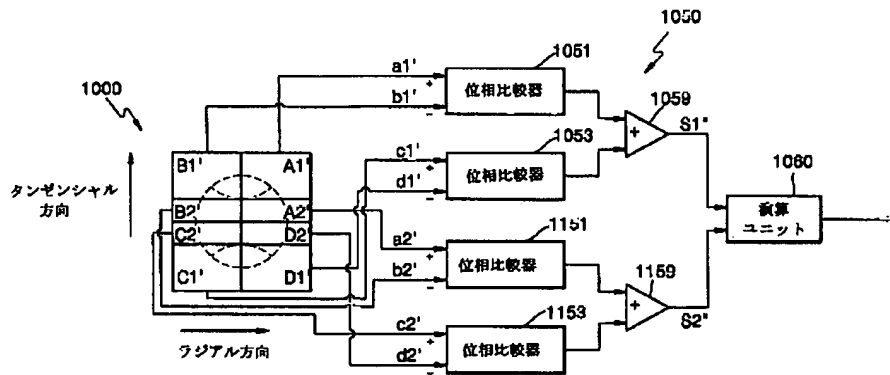 1050
1051
a1'
1000
位相比較器
1059
b1'
+
−
+
S1"
1053
B1'
A1'
c1'
位相比較器
1060
+
d1'
−
タンゼンシャル
方向
B2
A2'
演算
ユニット
C2'
D2
1151
a2'
位相比較器
1159
+
C1'
D1'
b2'
−
+
S2"
1153
ラジアル方向
c2'
位相比較器
+
d2'
−